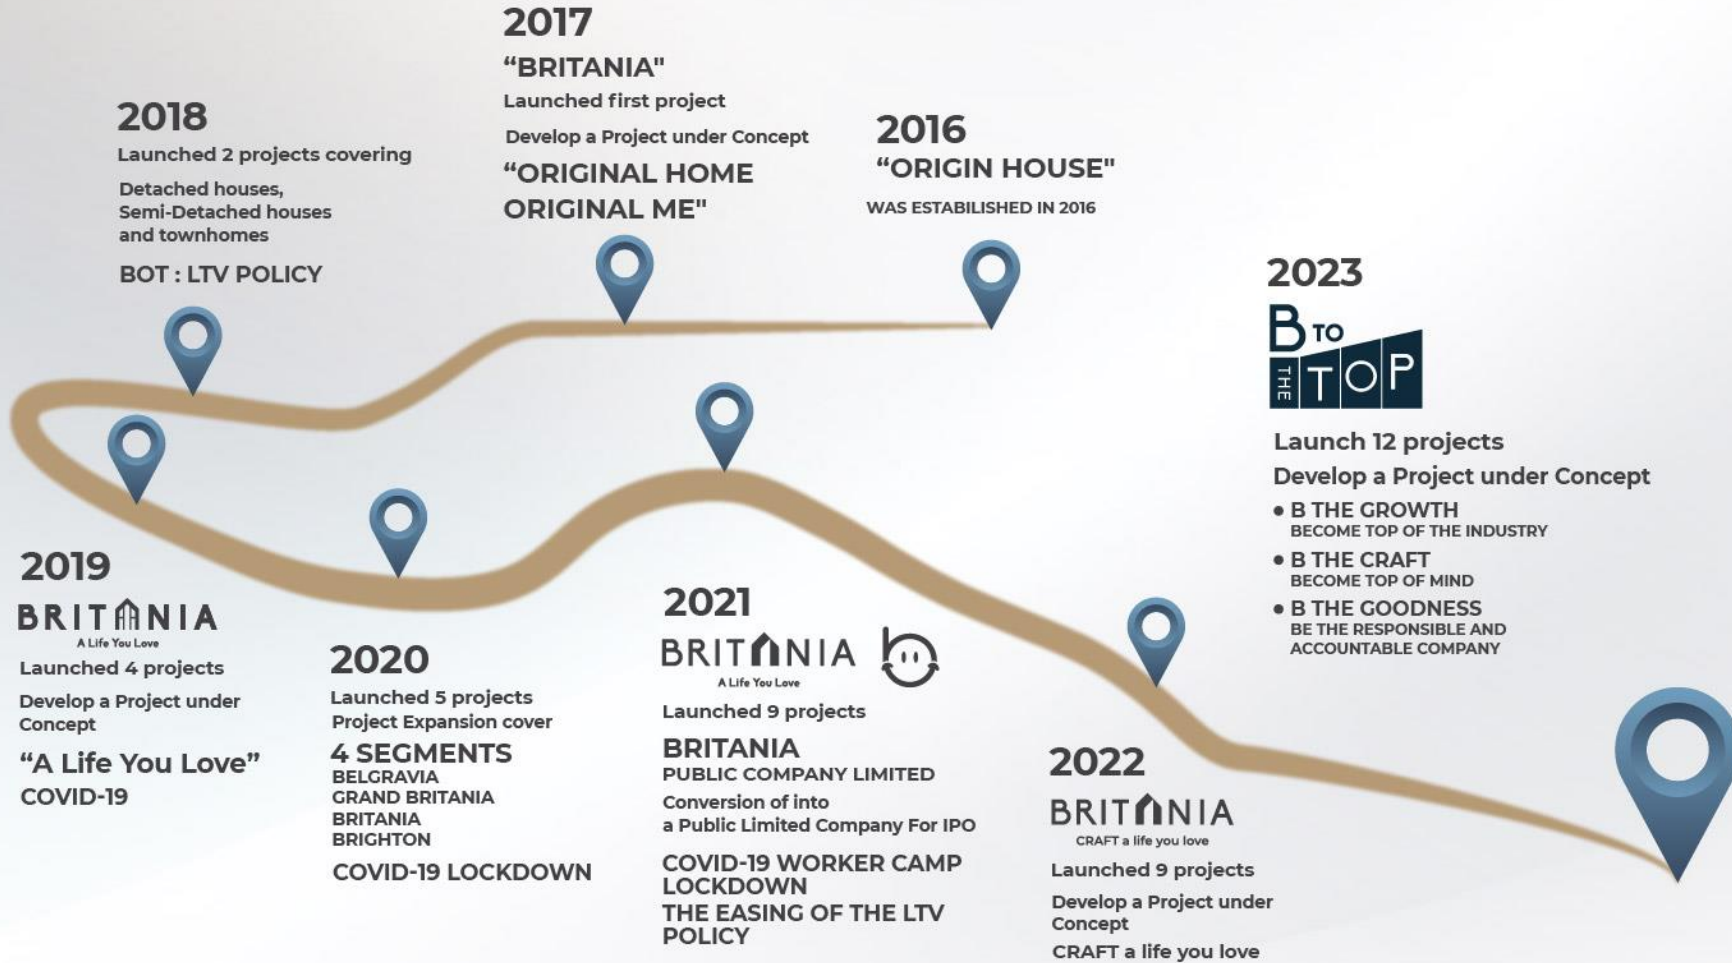 2016
“ORIGIN HOUSE"
WAS ESTABILISHED IN 2016
2017
“BRITANIA"
Launched first project
Develop a Project under Concept
“ORIGINAL HOME
ORIGINAL ME"
2018
Launched 2 projects covering
Detached houses,
Semi-Detached houses
and townhomes
BOT : LTV POLICY
2019
BRITANIA
A Life You Love
Launched 4 projects
Develop a Project under
Concept
“A Life You Love”
COVID-19
2020
Launched 5 projects
Project Expansion cover
4 SEGMENTS
BELGRAVIA
GRAND BRITANIA
BRITANIA
BRIGHTON
COVID-19 LOCKDOWN
2021
BRITANIA
A Life You Love
Launched 9 projects
BRITANIA
PUBLIC COMPANY LIMITED
Conversion of into
a Public Limited Company For IPO
COVID-19 WORKER CAMP
LOCKDOWN
THE EASING OF THE LTV
POLICY
2022
BRITANIA
CRAFT a life you love
Launched 9 projects
Develop a Project under
Concept
CRAFT a life you love
2023
B TO
THE TOP
Launch 12 projects
Develop a Project under Concept
• B THE GROWTH
BECOME TOP OF THE INDUSTRY
• B THE CRAFT
BECOME TOP OF MIND
• B THE GOODNESS
BE THE RESPONSIBLE AND
ACCOUNTABLE COMPANY